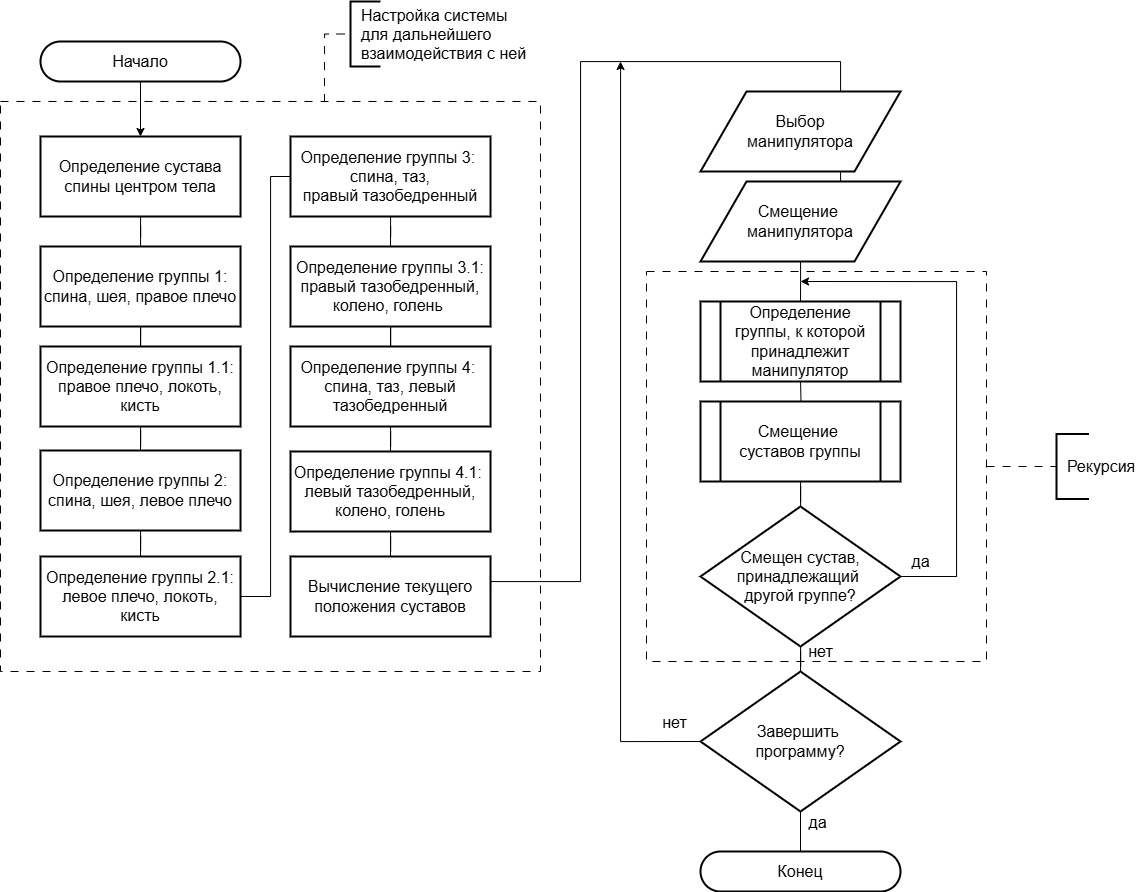 Настройка системы
для дальнейшего
взаимодействия с ней
Начало
Определение сустава
спины центром тела
Определение группы 1:
спина, шея, правое плечо
Определение группы 1.1:
правое плечо, локоть,
кисть
Определение группы 2:
спина, шея, левое плечо
Определение группы 2.1:
левое плечо, локоть,
кисть
Определение группы 3:
спина, таз,
правый тазобедренный
Определение группы 3.1:
правый тазобедренный,
колено, голень
Определение группы 4:
спина, таз, левый
тазобедренный
Определение группы 4.1:
левый тазобедренный,
колено, голень
Вычисление текущего
положения суставов
Выбор
манипулятора
Смещение
манипулятора
Определение
группы, к которой
принадлежит
манипулятор
Смещение
суставов группы
Рекурсия
Смещен сустав,
принадлежащий
другой группе?
да
нет
Завершить
программу?
нет
да
Конец